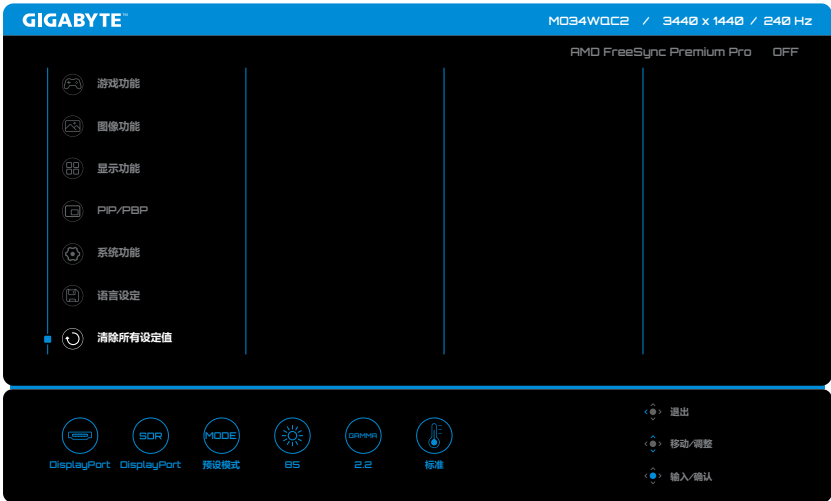 GIGABYTE™
MO34WQC2 / 3440 x 1440 / 240 Hz
AMD FreeSync Premium Pro OFF
游戏功能
图像功能
显示功能
PIP/PBP
系统功能
语言设定
清除所有设定值
SDR
MODE
GAMMA
DisplayPort DisplayPort 预设模式 85 2.2 标准
退出
移动/调整
输入/确认